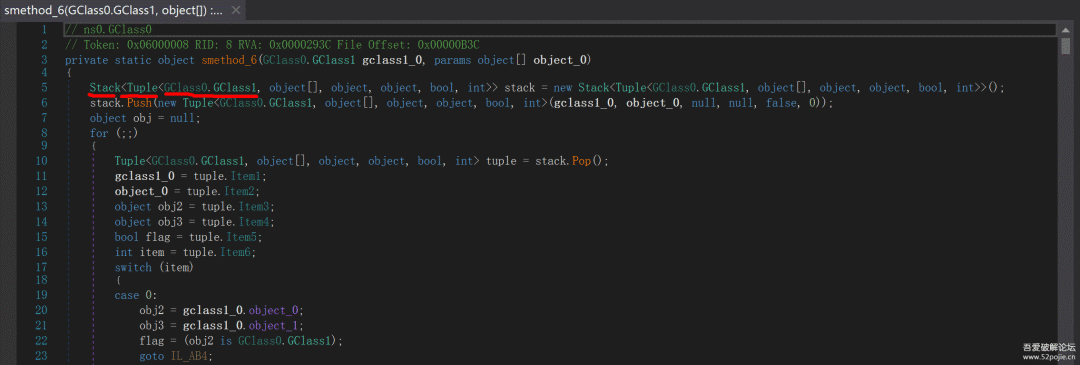 smethod_6(GClass0.GClass1, object[]) :... ×
1 // ns0.GClass0
2 // Token: 0x06000008 RID: 8 RVA: 0x0000293C File Offset: 0x00000B3C
3 private static object smethod_6(GClass0.GClass1 gclass1_0, params object[] object_0)
4 {
5 Stack<Tuple<GClass0.GClass1, object[], object, object, bool, int>> stack = new Stack<Tuple<GClass0.GClass1, object[], object, object, bool, int>>();
6 stack.Push(new Tuple<GClass0.GClass1, object[], object, object, bool, int>(gclass1_0, object_0, null, null, false, 0));
7 object obj = null;
8 for (;;)
9 {
10 Tuple<GClass0.GClass1, object[], object, object, bool, int> tuple = stack.Pop();
11 gclass1_0 = tuple.Item1;
12 object_0 = tuple.Item2;
13 object obj2 = tuple.Item3;
14 object obj3 = tuple.Item4;
15 bool flag = tuple.Item5;
16 int item = tuple.Item6;
17 switch (item)
18 {
19 case 0:
20 obj2 = gclass1_0.object_0;
21 obj3 = gclass1_0.object_1;
22 flag = (obj2 is GClass0.GClass1);
23 goto IL_AB4;
吾爱破解论坛
www.52pojie.cn